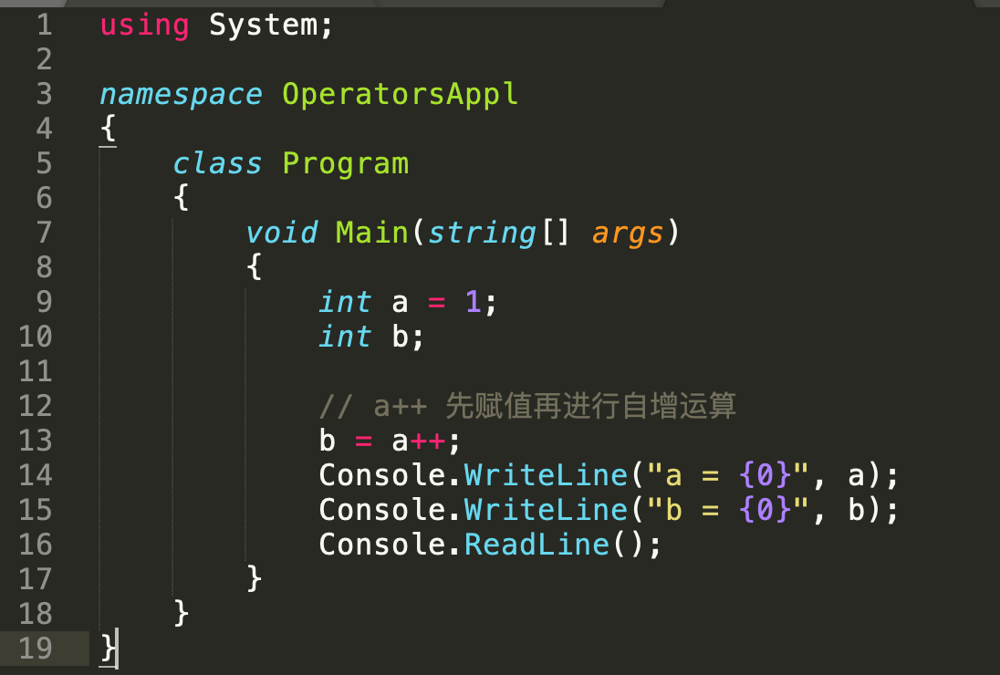 1 using System;
2
3 namespace OperatorsAppl
4 {
5     class Program
6     {
7         void Main(string[] args)
8         {
9             int a = 1;
10             int b;
11
12             // a++ 先赋值再进行自增运算
13             b = a++;
14             Console.WriteLine("a = {0}", a);
15             Console.WriteLine("b = {0}", b);
16             Console.ReadLine();
17         }
18     }
19 }